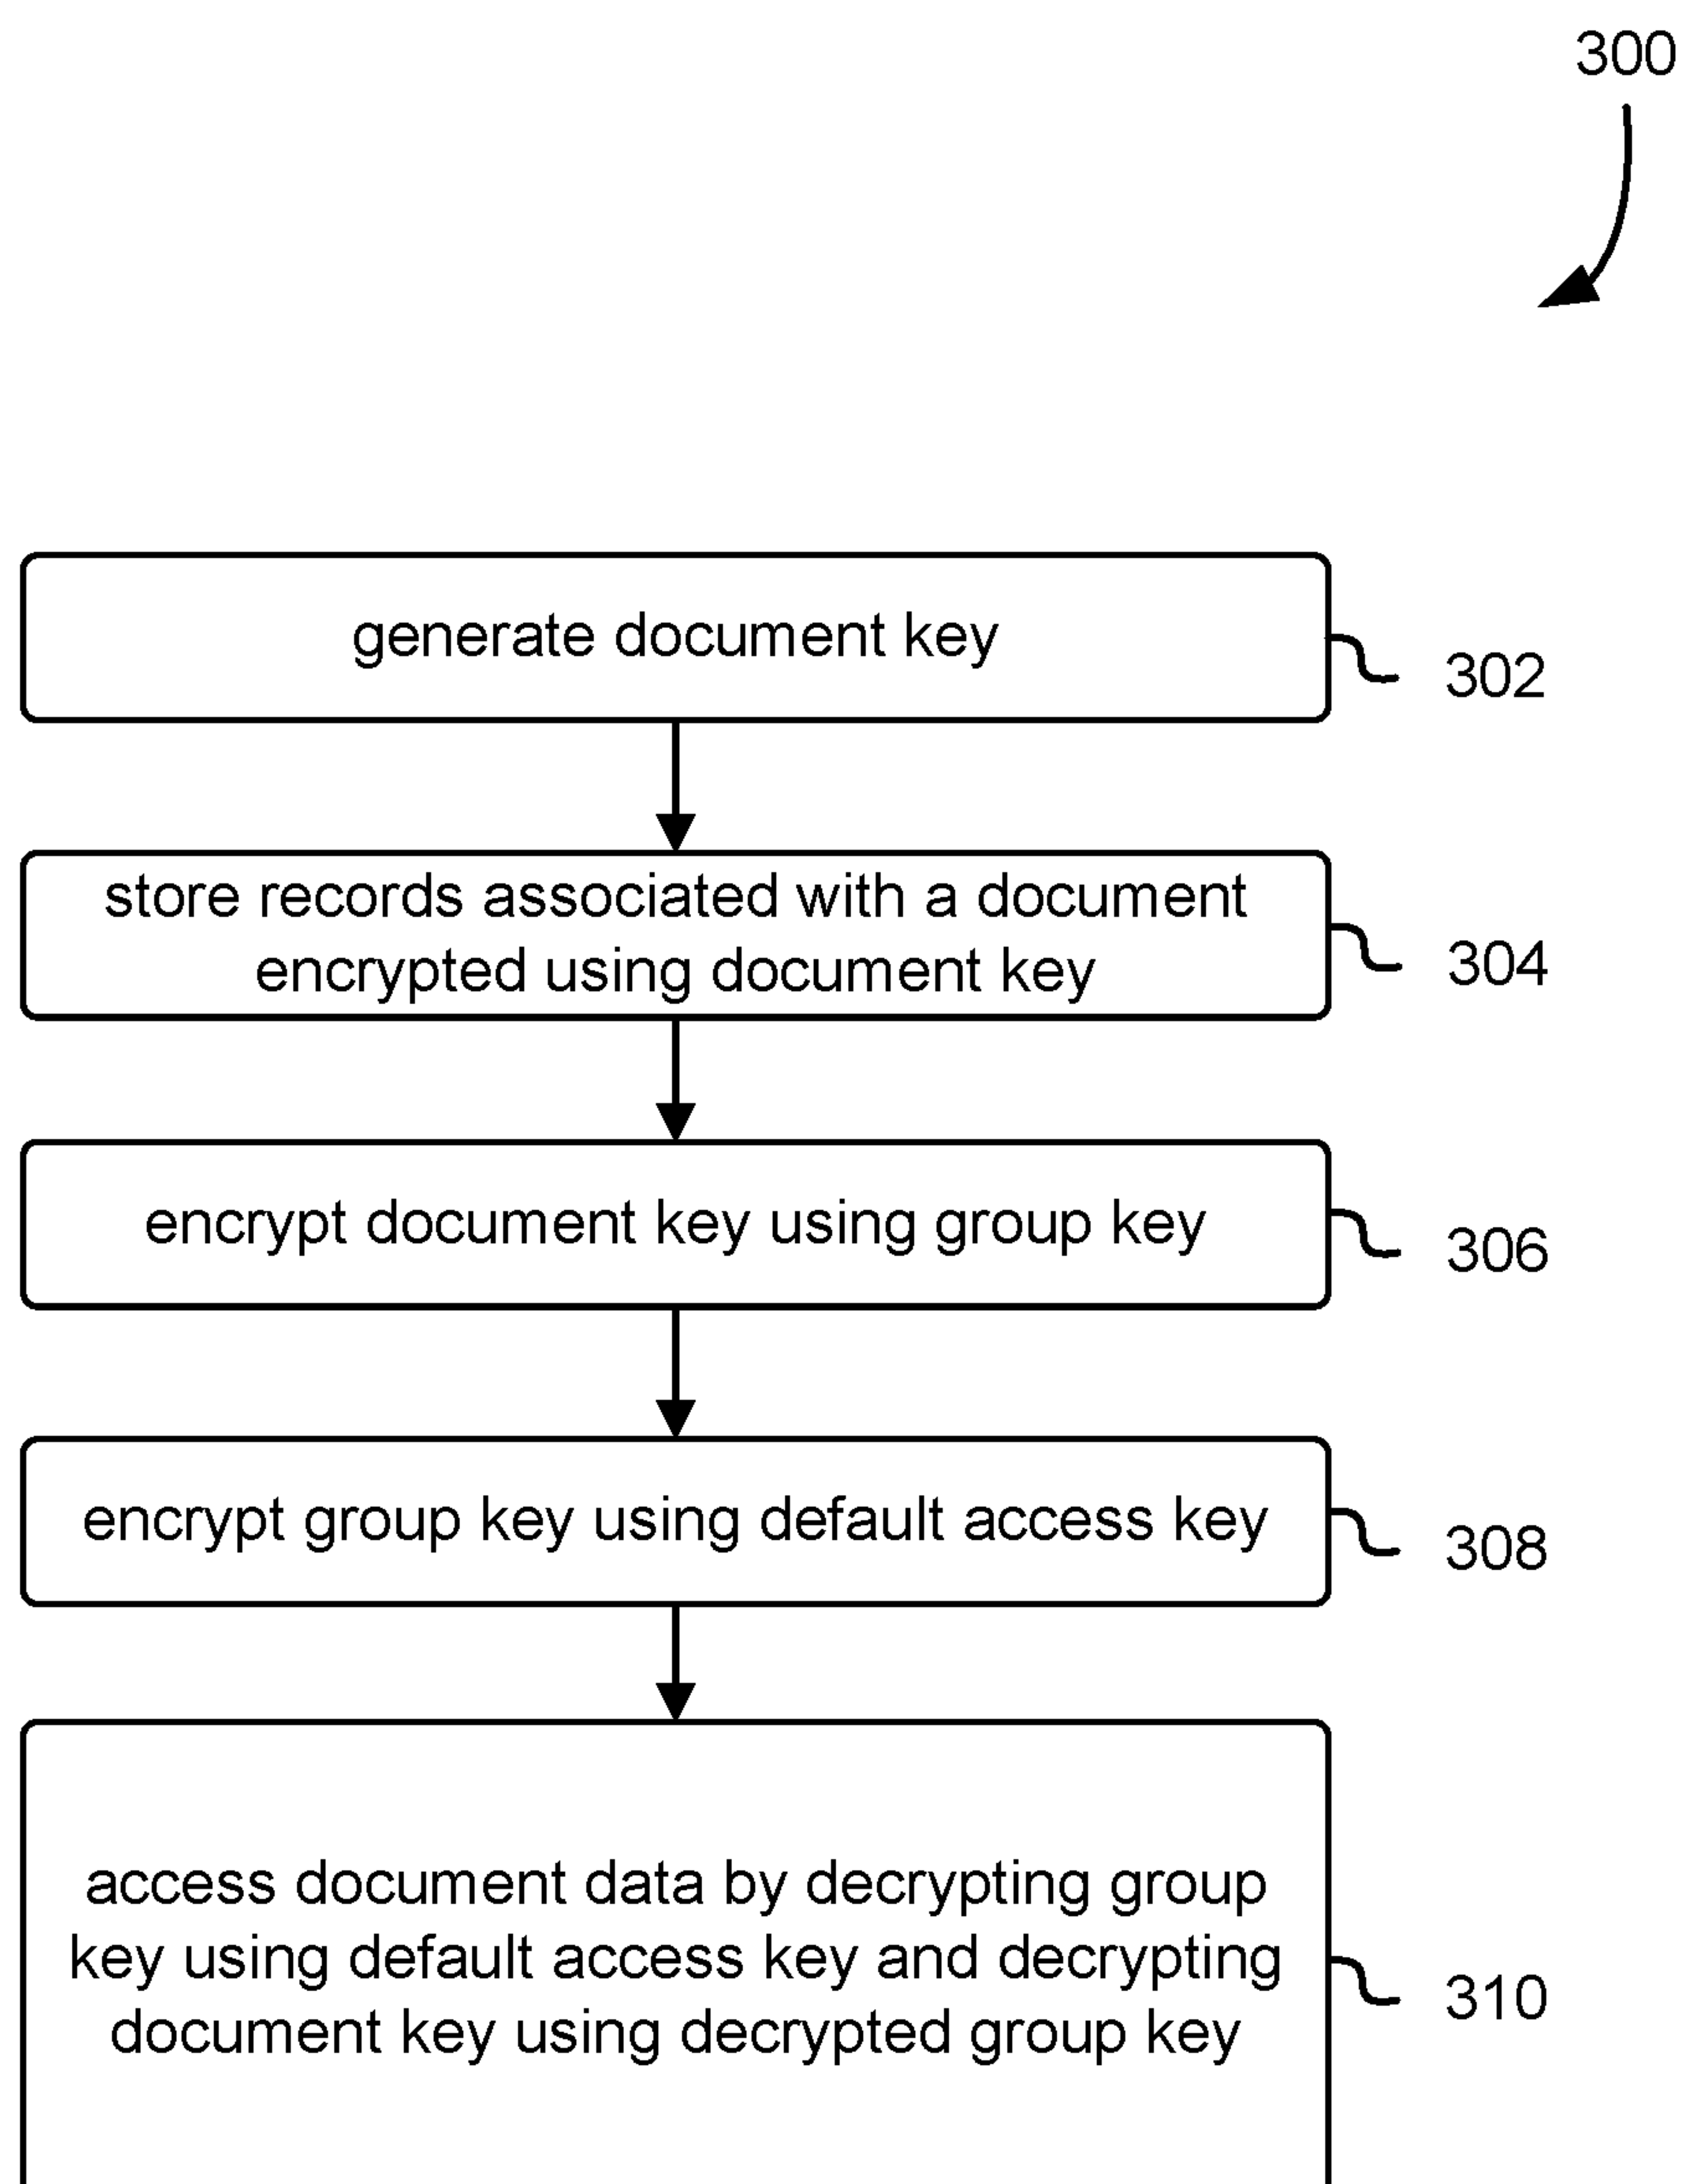 300
generate document key
302
store records associated with a document
encrypted using document key
304
encrypt document key using group key
306
encrypt group key using default access key
308
access document data by decrypting group
key using default access key and decrypting
document key using decrypted group key
310